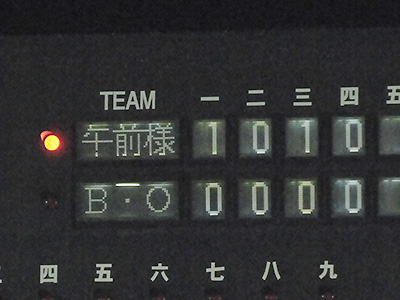 TEAM 一 二 三 四 五
午前様 1 0 1 0
B・O 0 0 0 0
四 五 六 七 八 九